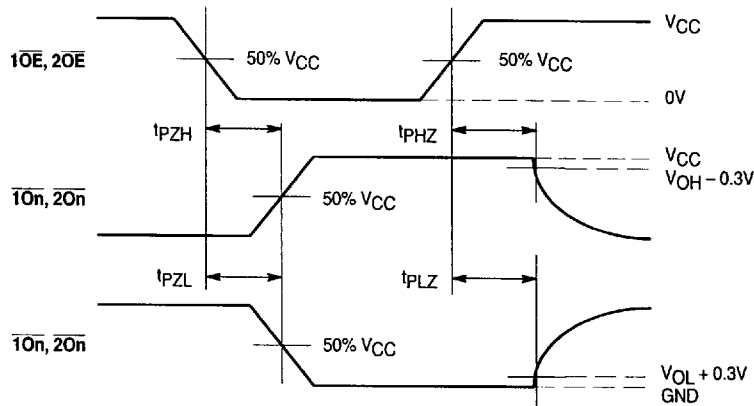 VCC
1OE, 2OE
50% VCC
50% VCC
0V
tPZH
tPHZ
VCC
VOH – 0.3V
1On, 2On
50% VCC
tPZL
tPLZ
1On, 2On
50% VCC
VOL + 0.3V
GND